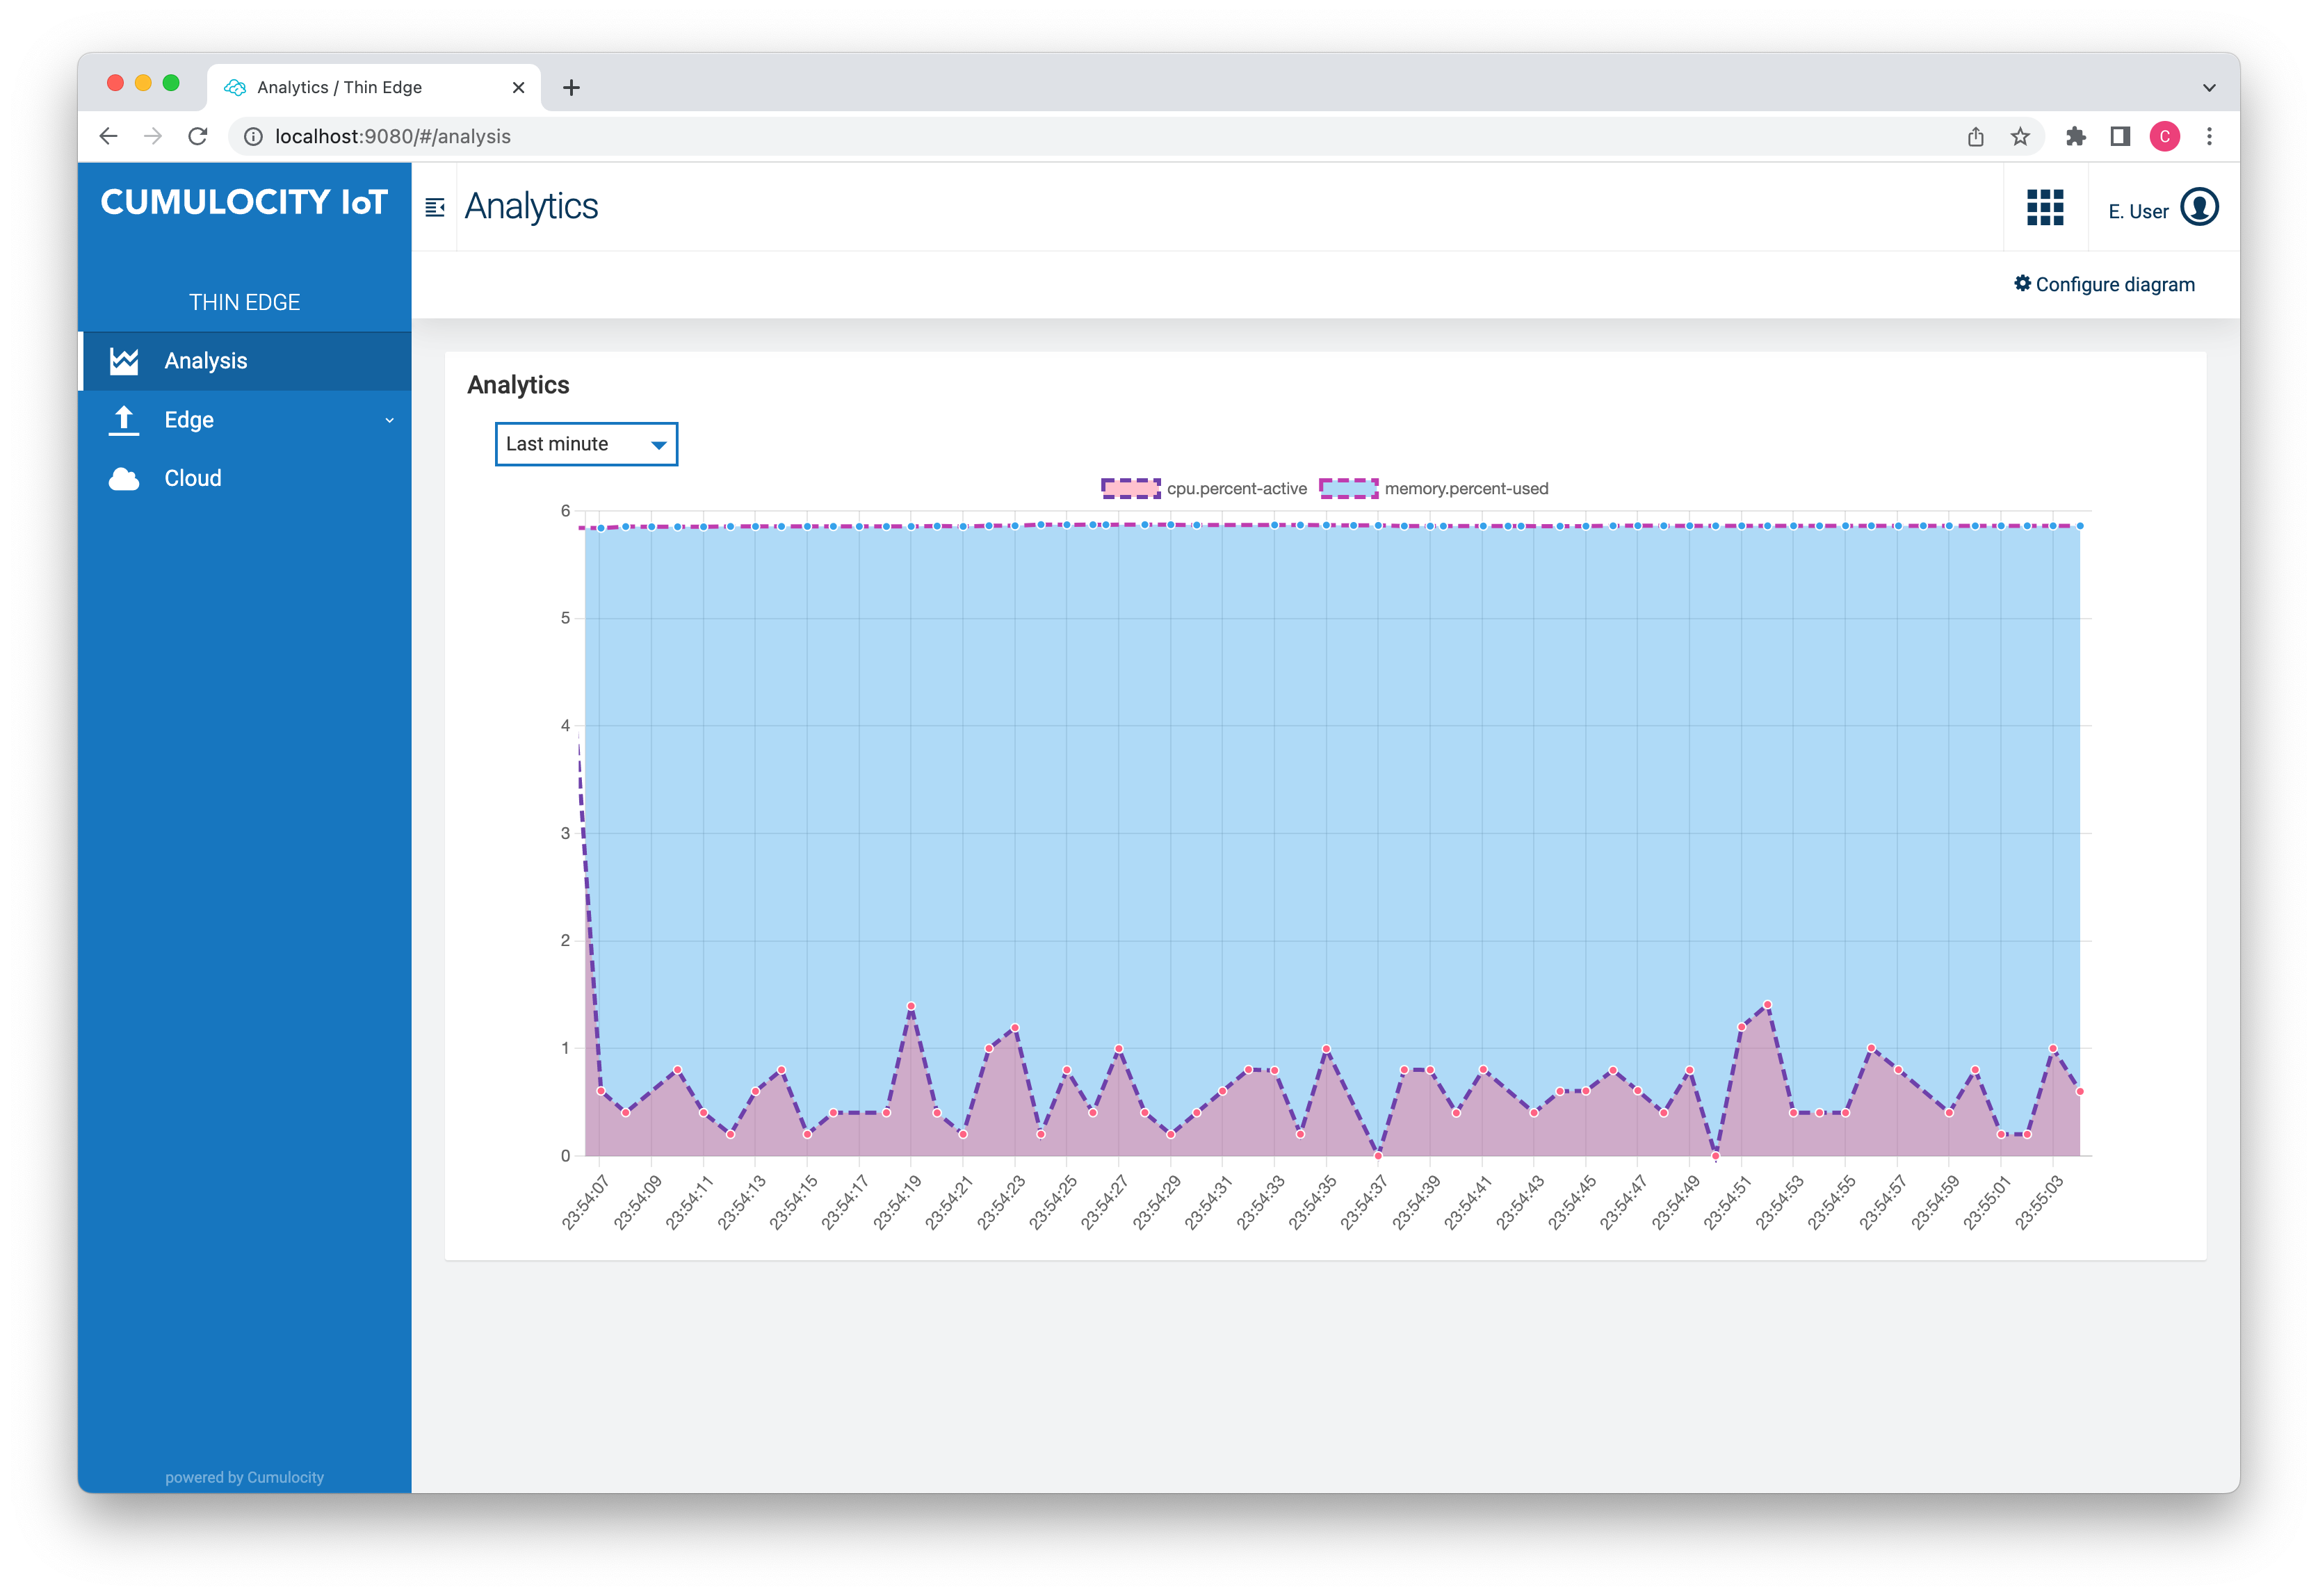 Analytics / Thin Edge
localhost:9080/#/analysis
C
CUMULOCITY IoT
Analytics
E. User
THIN EDGE
Configure diagram
Analysis
Edge
Cloud
Analytics
Last minute
cpu.percent-active memory.percent-used
6
5
4
3
2
1
0
23:54:07 23:54:09 23:54:11 23:54:13 23:54:15 23:54:17 23:54:19 23:54:21 23:54:23 23:54:25 23:54:27 23:54:29 23:54:31 23:54:33 23:54:35 23:54:37 23:54:39 23:54:41 23:54:43 23:54:45 23:54:47 23:54:49 23:54:51 23:54:53 23:54:55 23:54:57 23:54:59 23:55:01 23:55:03
powered by Cumulocity